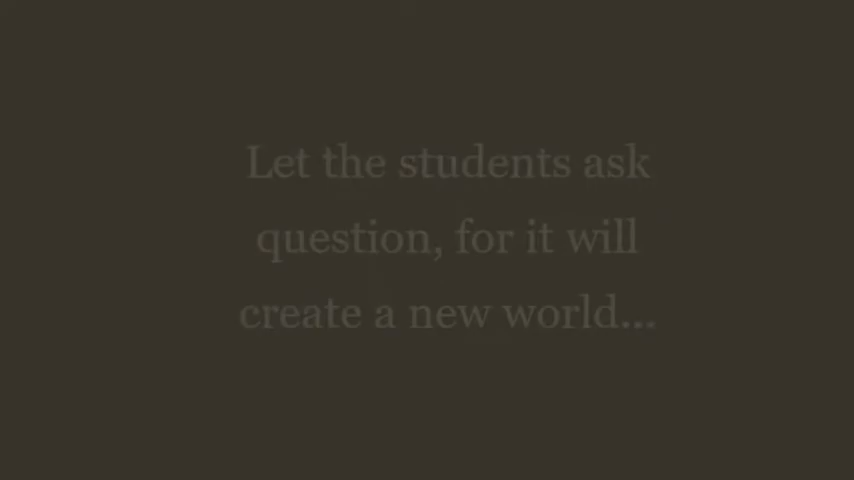 Let the students ask
question, for it will
create a new world...